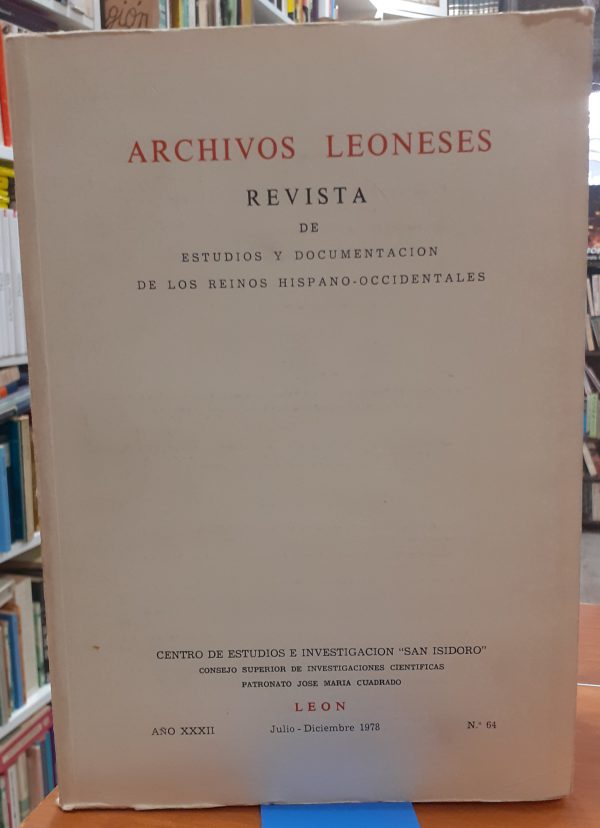 gión
ARCHIVOS LEONESES
REVISTA
DE
ESTUDIOS Y DOCUMENTACION
DE LOS REINOS HISPANO-OCCIDENTALES
CENTRO DE ESTUDIOS E INVESTIGACION "SAN ISIDORO"
CONSEJO SUPERIOR DE INVESTIGACIONES CIENTIFICAS
PATRONATO JOSE MARIA CUADRADO
LEON
AÑO XXXII Julio - Diciembre 1978 N.° 64